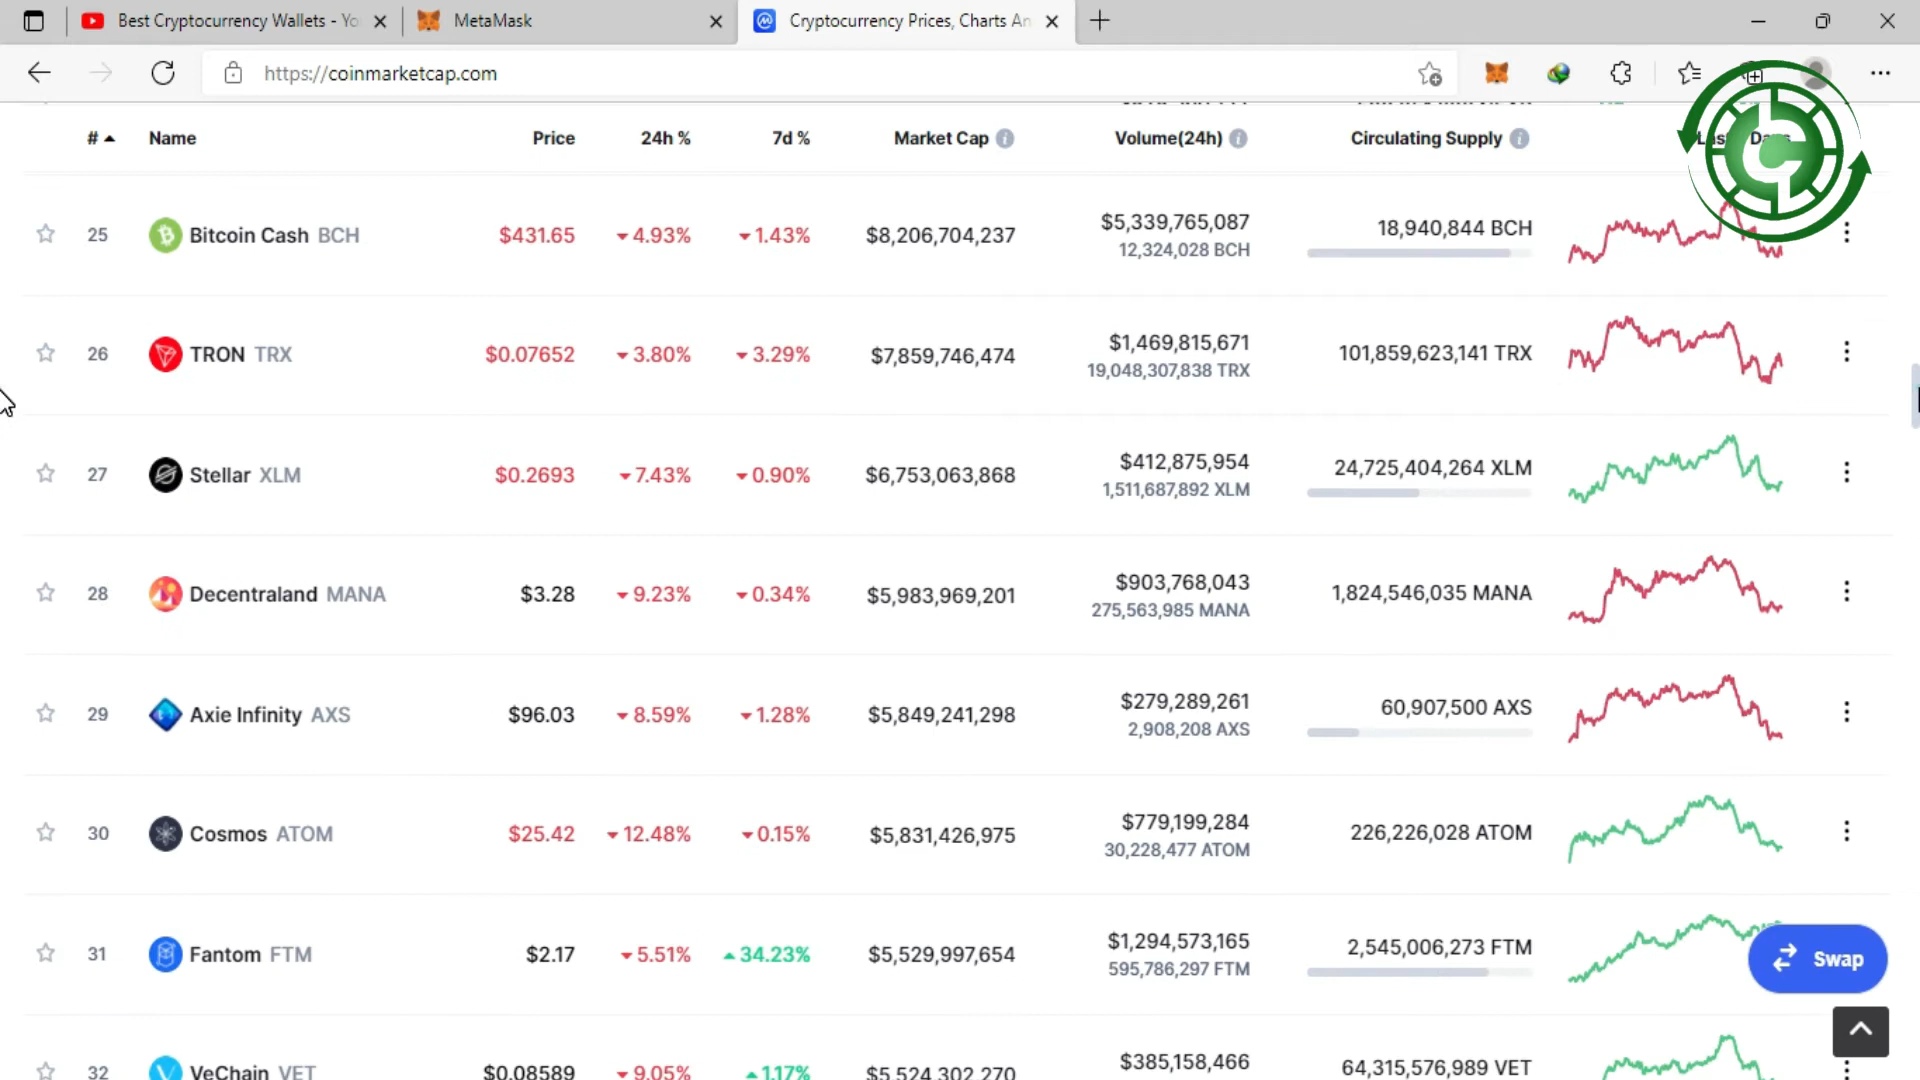 Best Cryptocurrency Wallets - Yo
MetaMask
Cryptocurrency Prices, Charts An
https://coinmarketcap.com
# Name Price 24h % 7d % Market Cap Volume(24h) Circulating Supply Days
25 Bitcoin Cash BCH $431.65 4.93% 1.43% $8,206,704,237 $5,339,765,087 18,940,844 BCH
12,324,028 BCH
26 TRON TRX $0.07652 3.80% 3.29% $7,859,746,474 $1,469,815,671 101,859,623,141 TRX
19,048,307,838 TRX
27 Stellar XLM $0.2693 7.43% 0.90% $6,753,063,868 $412,875,954 24,725,404,264 XLM
1,511,687,892 XLM
28 Decentraland MANA $3.28 9.23% 0.34% $5,983,969,201 $903,768,043 1,824,546,035 MANA
275,563,985 MANA
29 Axie Infinity AXS $96.03 8.59% 1.28% $5,849,241,298 $279,289,261 60,907,500 AXS
2,908,208 AXS
30 Cosmos ATOM $25.42 12.48% 0.15% $5,831,426,975 $779,199,284 226,226,028 ATOM
30,228,477 ATOM
31 Fantom FTM $2.17 5.51% 34.23% $5,529,997,654 $1,294,573,165 2,545,006,273 FTM
595,786,297 FTM
Swap
32 VeChain VET $0.08589 9.05% 1.17% $5,524,302,270 $385,158,466 64,315,576,989 VET